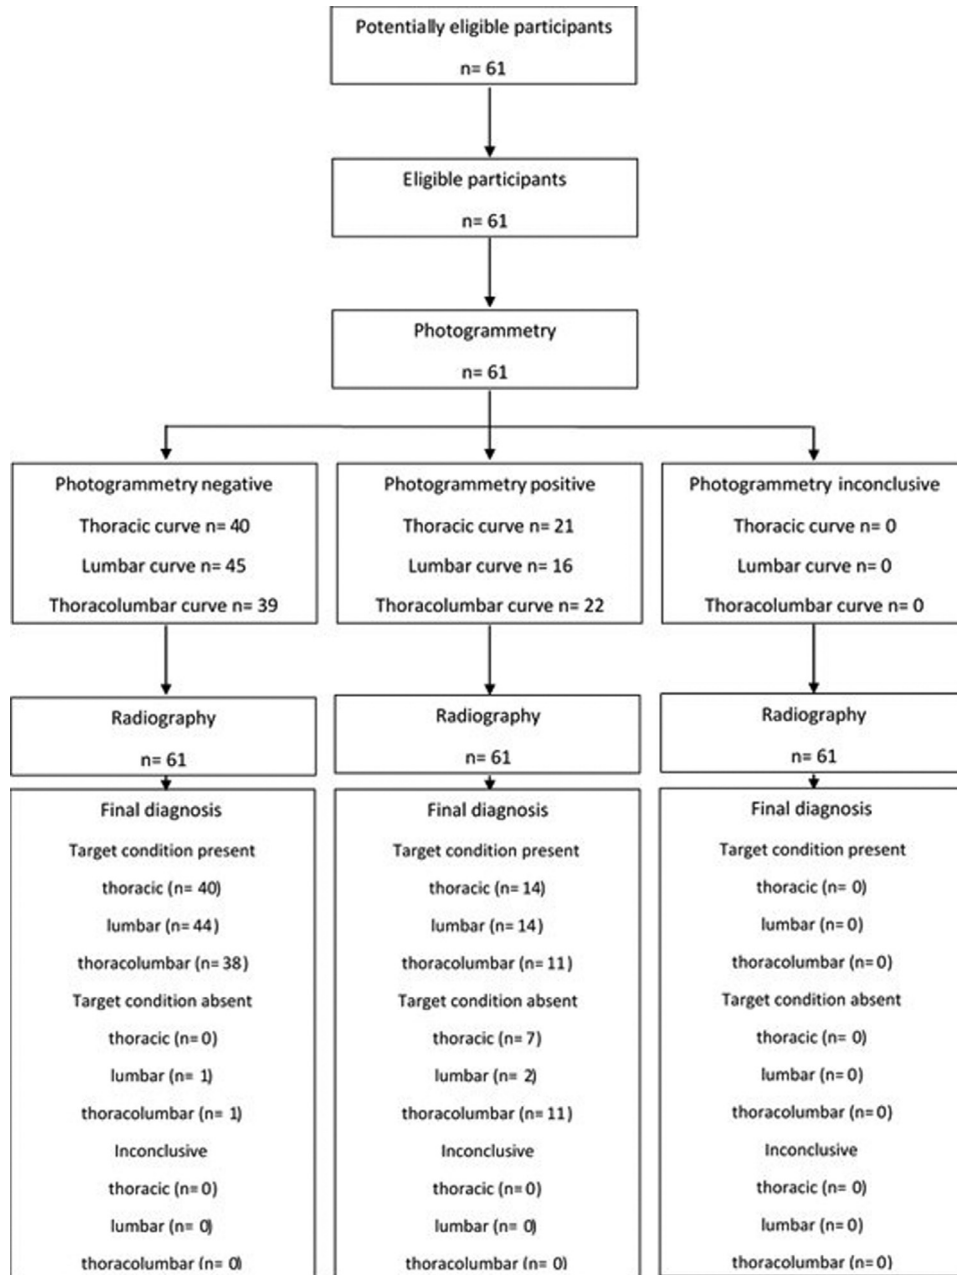 Potentially eligible participants
n= 61
Eligible participants
n= 61
Photogrammetry
n= 61
Photogrammetry negative
Thoracic curve n= 40
Lumbar curve n= 45
Thoracolumbar curve n= 39
Photogrammetry positive
Thoracic curve n= 21
Lumbar curve n= 16
Thoracolumbar curve n= 22
Photogrammetry inconclusive
Thoracic curve n= 0
Lumbar curve n= 0
Thoracolumbar curve n= 0
Radiography
n= 61
Radiography
n= 61
Radiography
n= 61
Final diagnosis
Target condition present
thoracic (n= 40)
lumbar (n= 44)
thoracolumbar (n= 38)
Target condition absent
thoracic (n= 0)
lumbar (n= 1)
thoracolumbar (n= 1)
Inconclusive
thoracic (n= 0)
lumbar (n= 0)
thoracolumbar (n= 0)
Final diagnosis
Target condition present
thoracic (n= 14)
lumbar (n= 14)
thoracolumbar (n= 11)
Target condition absent
thoracic (n= 7)
lumbar (n= 2)
thoracolumbar (n= 11)
Inconclusive
thoracic (n= 0)
lumbar (n= 0)
thoracolumbar (n= 0)
Final diagnosis
Target condition present
thoracic (n= 0)
lumbar (n= 0)
thoracolumbar (n= 0)
Target condition absent
thoracic (n= 0)
lumbar (n= 0)
thoracolumbar (n= 0)
Inconclusive
thoracic (n= 0)
lumbar (n= 0)
thoracolumbar (n= 0)